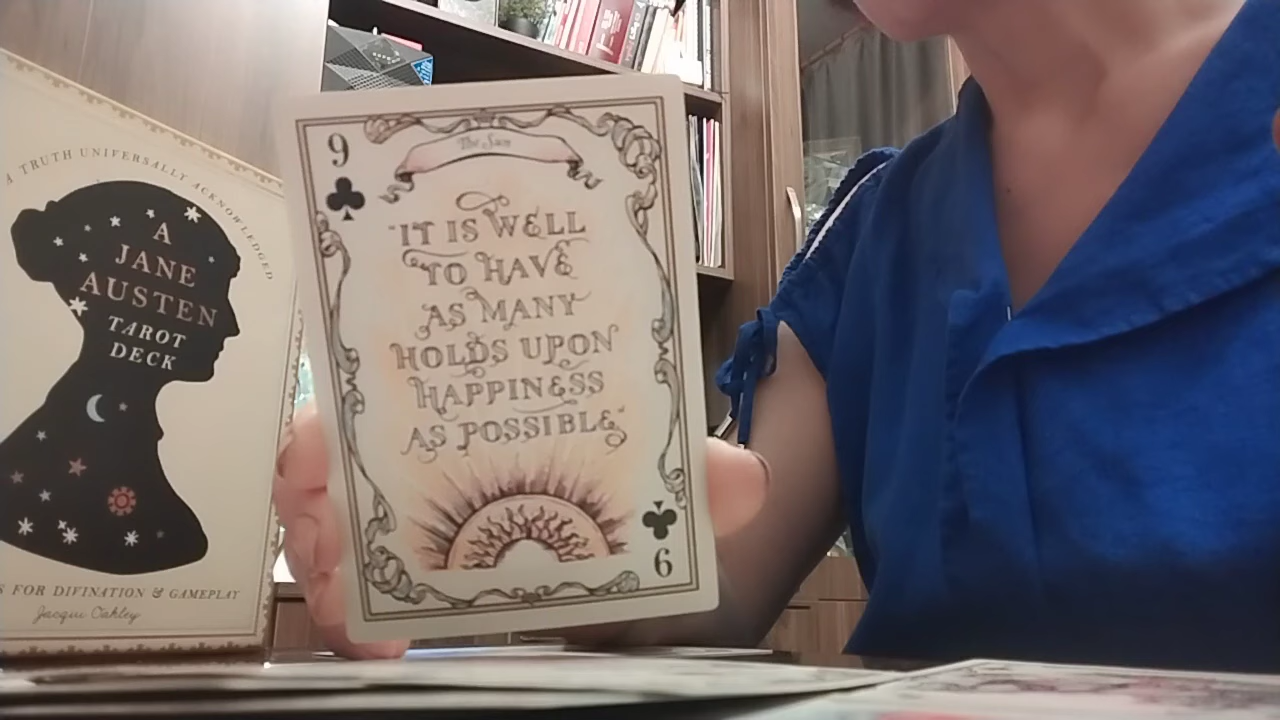 A TRUTH UNIVERSALLY ACKNOWLEDGED
A
JANE
AUSTEN
TAROT
DECK
S FOR DIVINATION & GAMEPLAY
Jacqui Oakley
9
The Sun
"IT IS WELL
TO HAVE
AS MANY
HOLDS UPON
HAPPINESS
AS POSSIBLE"
9